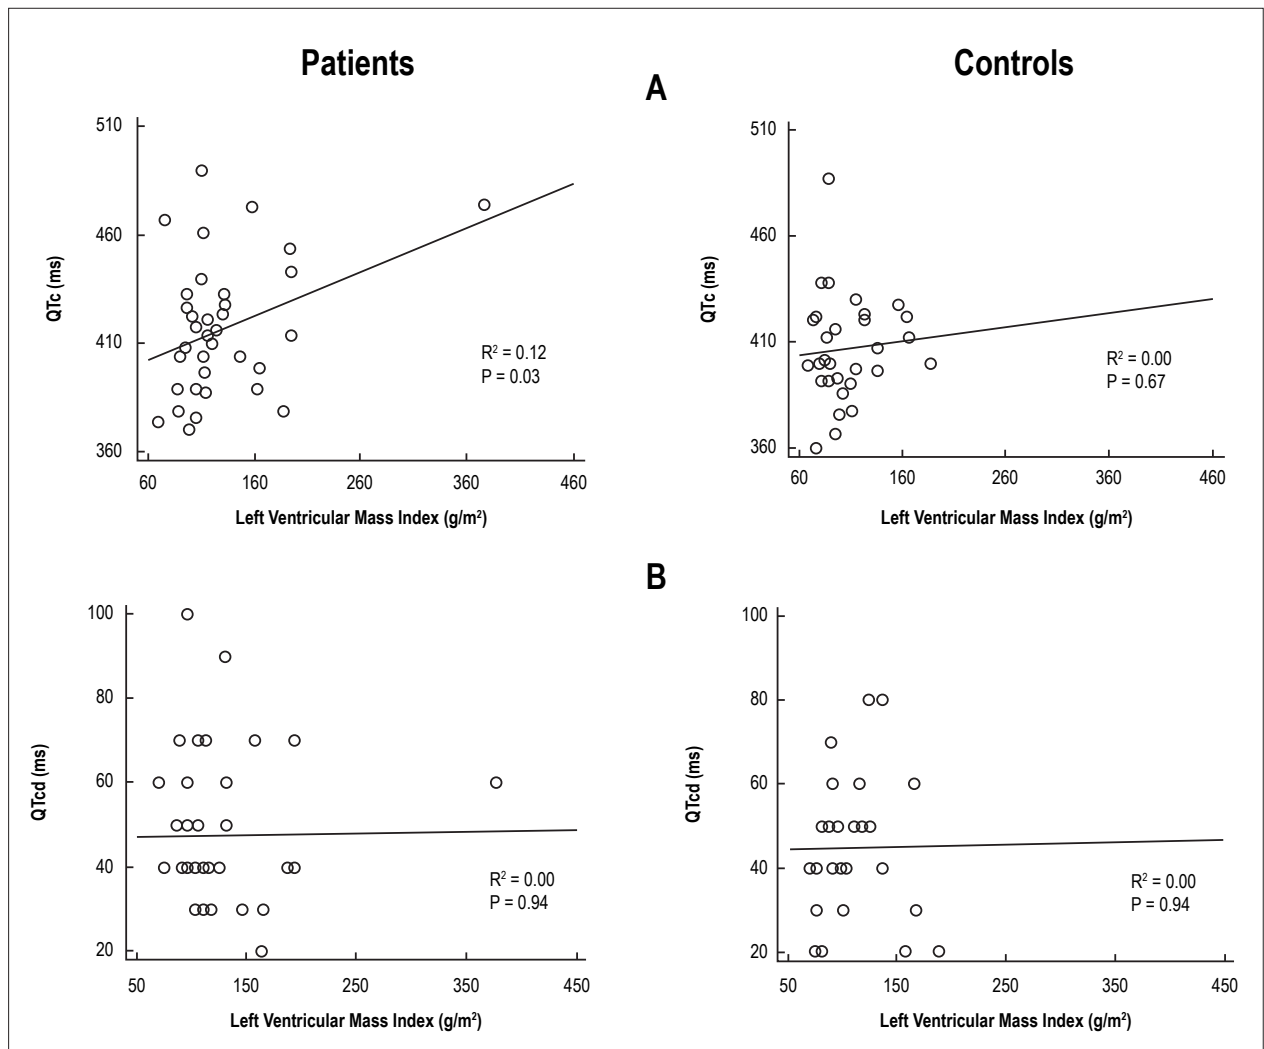 Patients
Controls
A
510
460
410
360
QTc (ms)
R² = 0.12
P = 0.03
60 160 260 360 460
Left Ventricular Mass Index (g/m²)
510
460
410
360
QTc (ms)
R² = 0.00
P = 0.67
60 160 260 360 460
Left Ventricular Mass Index (g/m²)
B
100
80
60
40
20
QTcd (ms)
R² = 0.00
P = 0.94
50 150 250 350 450
Left Ventricular Mass Index (g/m²)
100
80
60
40
20
QTcd (ms)
R² = 0.00
P = 0.94
50 150 250 350 450
Left Ventricular Mass Index (g/m²)